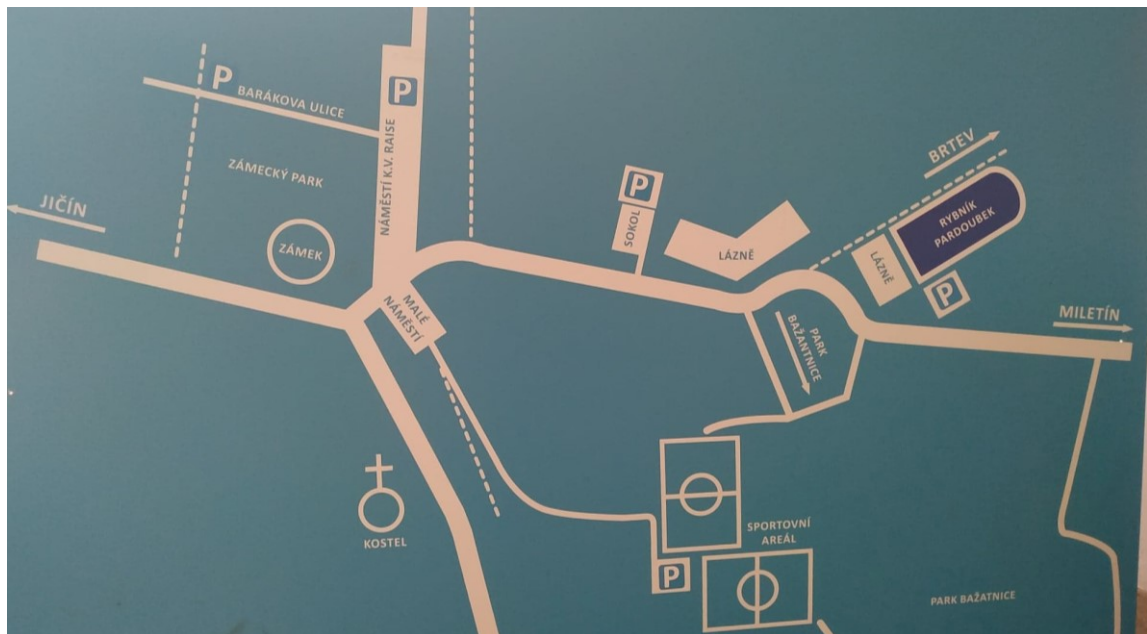 P
BARÁKOVA ULICE
P
NÁMĚSTÍ K.V. RAISE
ZÁMECKÝ PARK
JIČÍN
ZÁMEK
MALÉ
NÁMĚSTÍ
KOSTEL
P
SOKOL
LÁZNĚ
BRTEV
RYBNÍK
PARDOUBEK
LÁZNĚ
P
MILETÍN
PARK
BAŽANTNICE
SPORTOVNÍ
AREÁL
P
PARK BAŽATNICE